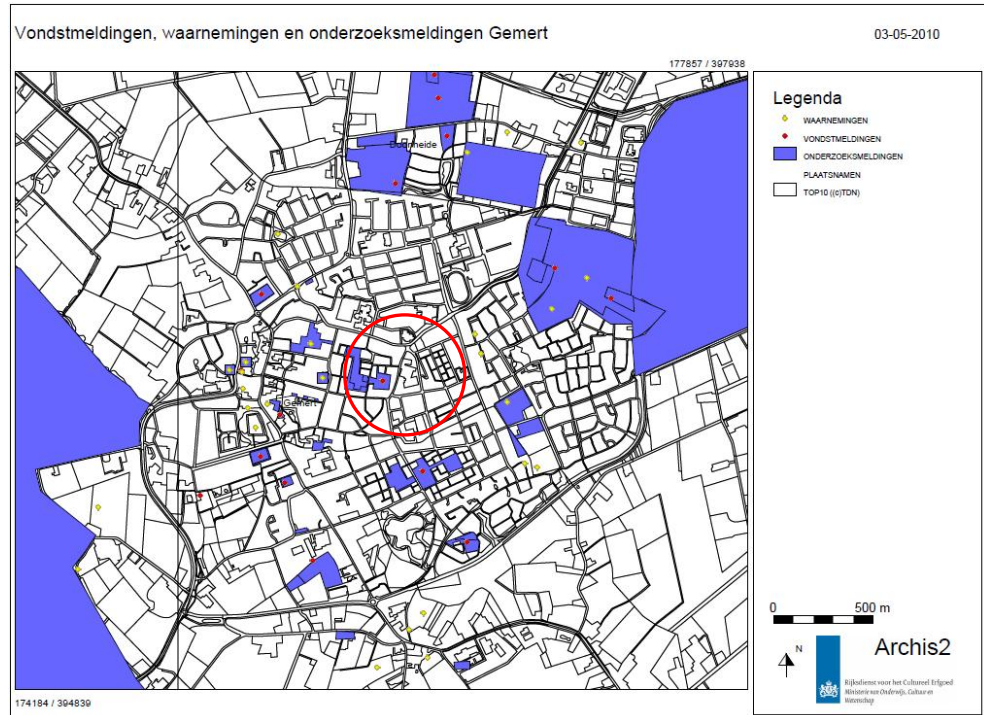 Vondstmeldingen, waarnemingen en onderzoeksmeldingen Gemert
03-05-2010
177857 / 397938
Legenda
WAARNEMINGEN
VONDSTMELDINGEN
ONDERZOEKSMELDINGEN
PLAATSNAMEN
TOP10 ((c)TDN)
Gemert
0 500 m
N
Archis2
Rijksdienst voor het Cultureel Erfgoed
Ministerie van Onderwijs, Cultuur en
Wetenschap
174184 / 394839